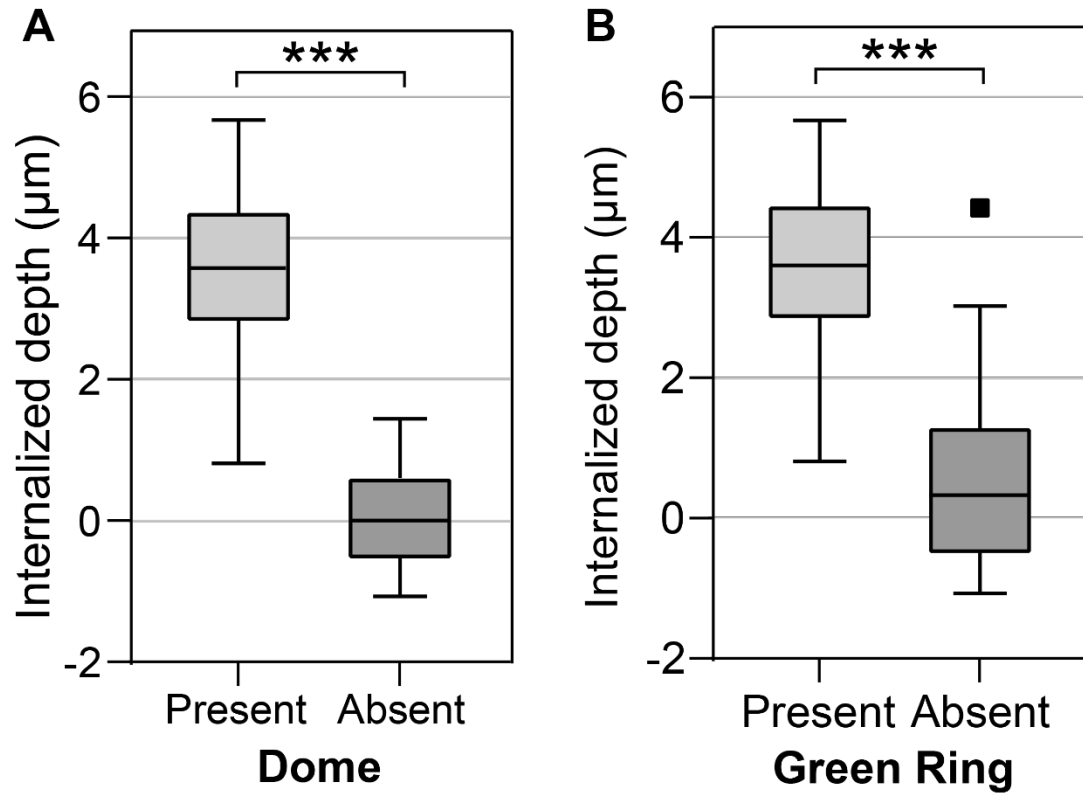 A
***
Internalized depth (µm)
6
4
2
0
-2
Present Absent
Dome
B
***
Internalized depth (µm)
6
4
2
0
-2
Present Absent
Green Ring